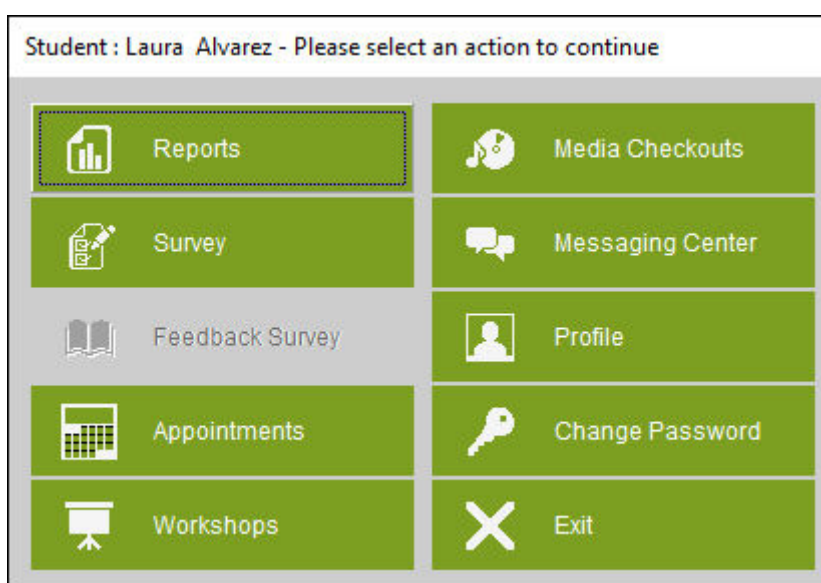 Student : Laura Alvarez - Please select an action to continue
Reports
Media Checkouts
Survey
Messaging Center
Feedback Survey
Profile
Appointments
Change Password
Workshops
Exit